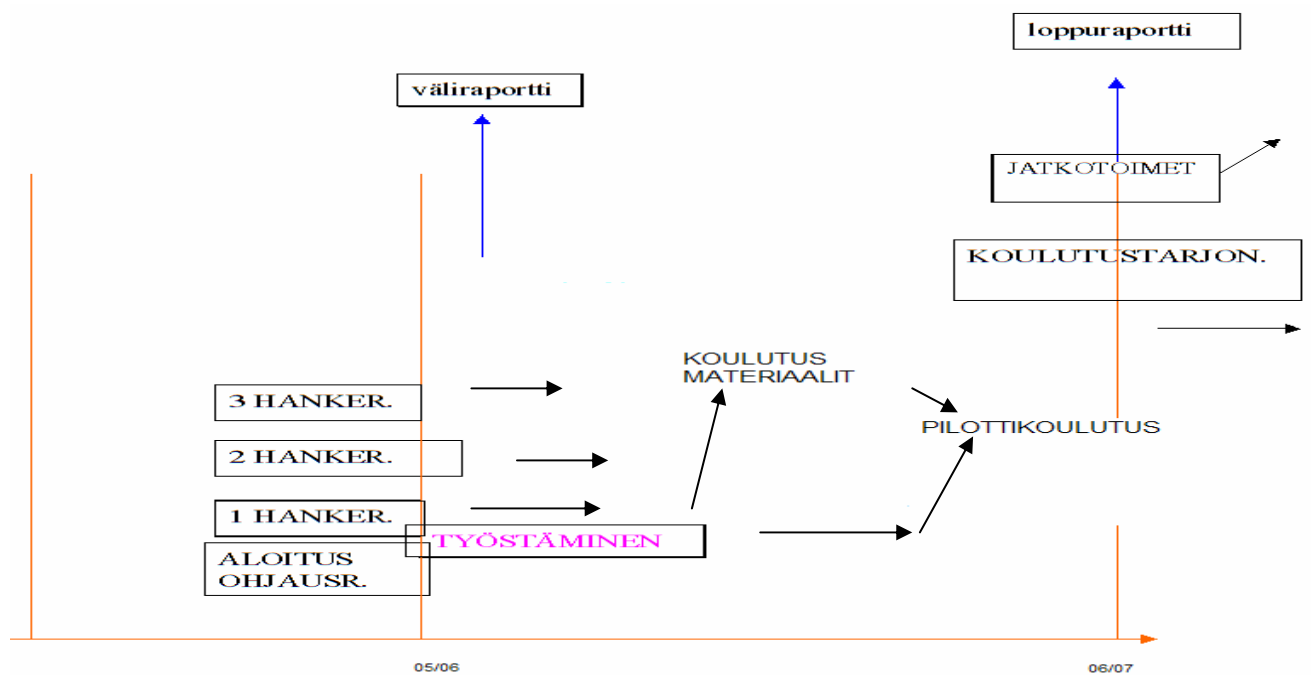 loppuraportti
väliraportti
JATKOTOIMET
KOULUTUSTARJON.
KOULUTUS
MATERIAALIT
3 HANKER.
PILOTTIKOULUTUS
2 HANKER.
1 HANKER.
TYÖSTÄMINEN
ALOITUS
OHJAUSR.
05/06
06/07